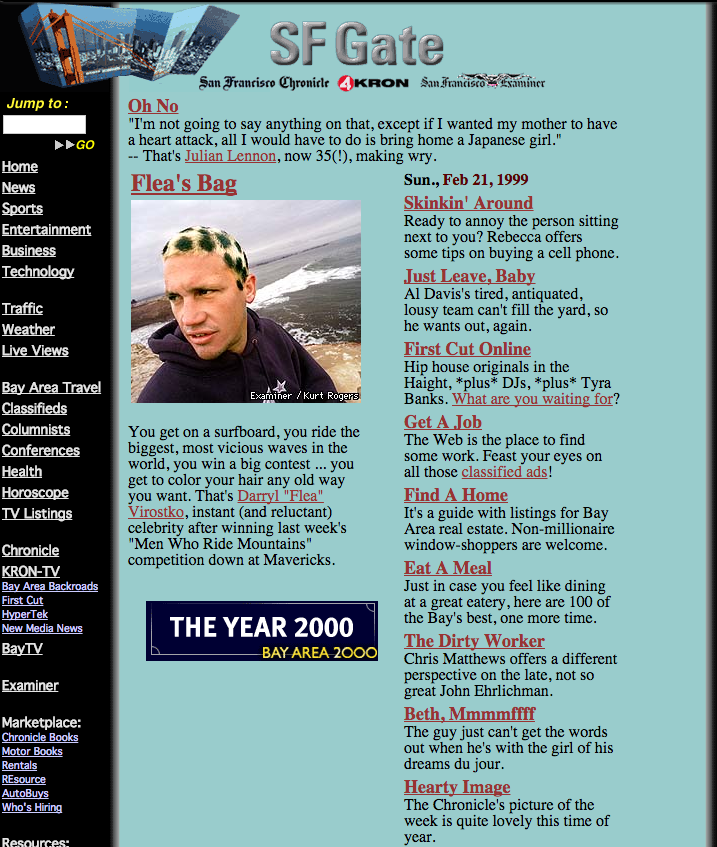 SF Gate
San Francisco Chronicle 4 KRON San Francisco Examiner
Jump to :
GO
Home
News
Sports
Entertainment
Business
Technology
Traffic
Weather
Live Views
Bay Area Travel
Classifieds
Columnists
Conferences
Health
Horoscope
TV Listings
Chronicle
KRON-TV
Bay Area Backroads
First Cut
HyperTek
New Media News
BayTV
Examiner
Marketplace:
Chronicle Books
Motor Books
Rentals
REsource
AutoBuys
Who's Hiring
Resources:
Oh No
"I'm not going to say anything on that, except if I wanted my mother to have
a heart attack, all I would have to do is bring home a Japanese girl."
-- That's Julian Lennon, now 35(!), making wry.
Flea's Bag
Examiner / Kurt Rogers
You get on a surfboard, you ride the
biggest, most vicious waves in the
world, you win a big contest ... you
get to color your hair any old way
you want. That's Darryl "Flea"
Virostko, instant (and reluctant)
celebrity after winning last week's
"Men Who Ride Mountains"
competition down at Mavericks.
THE YEAR 2000
BAY AREA 2000
Sun., Feb 21, 1999
Skinkin' Around
Ready to annoy the person sitting
next to you? Rebecca offers
some tips on buying a cell phone.
Just Leave, Baby
Al Davis's tired, antiquated,
lousy team can't fill the yard, so
he wants out, again.
First Cut Online
Hip house originals in the
Haight, *plus* DJs, *plus* Tyra
Banks. What are you waiting for?
Get A Job
The Web is the place to find
some work. Feast your eyes on
all those classified ads!
Find A Home
It's a guide with listings for Bay
Area real estate. Non-millionaire
window-shoppers are welcome.
Eat A Meal
Just in case you feel like dining
at a great eatery, here are 100 of
the Bay's best, one more time.
The Dirty Worker
Chris Matthews offers a different
perspective on the late, not so
great John Ehrlichman.
Beth, Mmmmffff
The guy just can't get the words
out when he's with the girl of his
dreams du jour.
Hearty Image
The Chronicle's picture of the
week is quite lovely this time of
year.